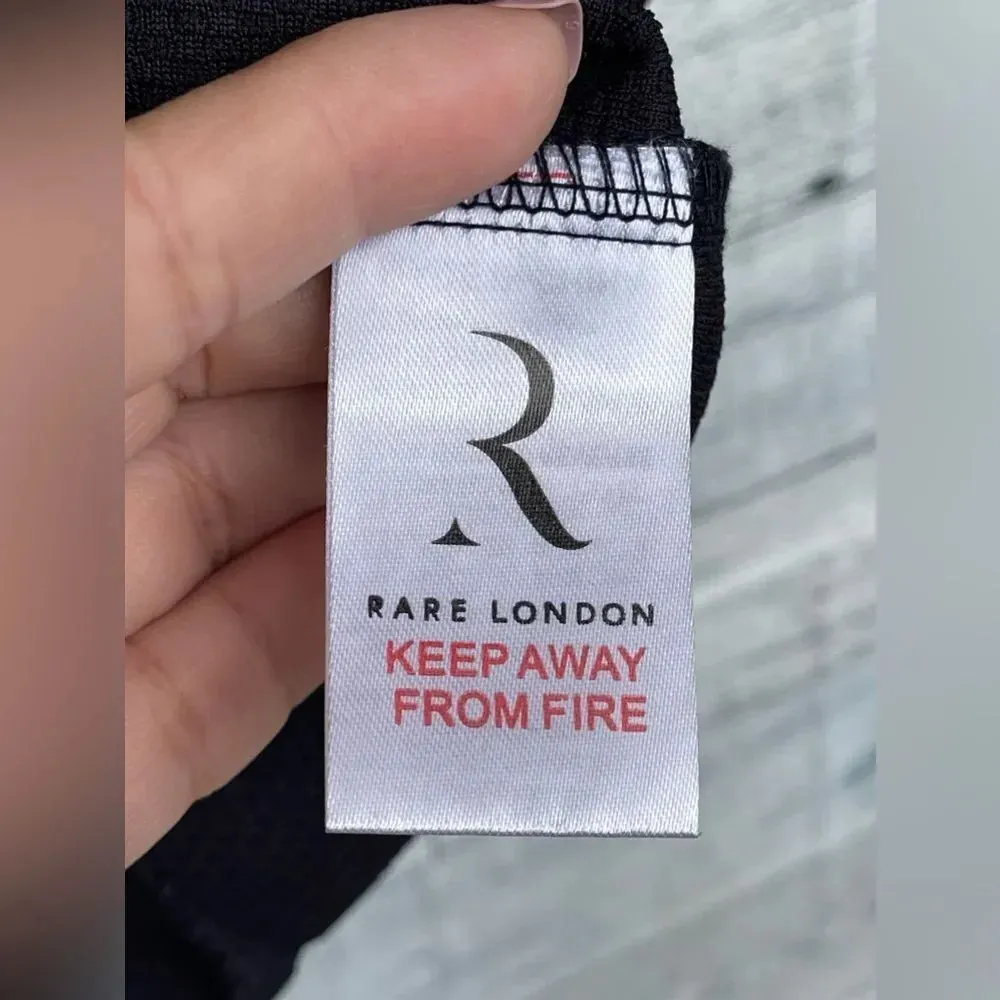 R
RARE LONDON
KEEP AWAY
FROM FIRE